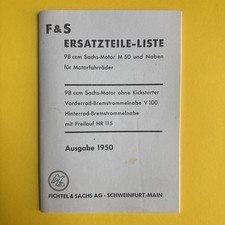 F & S
ERSATZTEILE-LISTE
98 ccm Sachs-Motor M 50 und Naben
für Motorfahrräder
98 ccm Sachs-Motor ohne Kickstarter
Vorderrad-Bremstrommelnabe V 100
Hinterrad-Bremstrommelnabe
mit Freilauf HR 115
Ausgabe 1950
FICHTEL & SACHS AG · SCHWEINFURT/MAIN